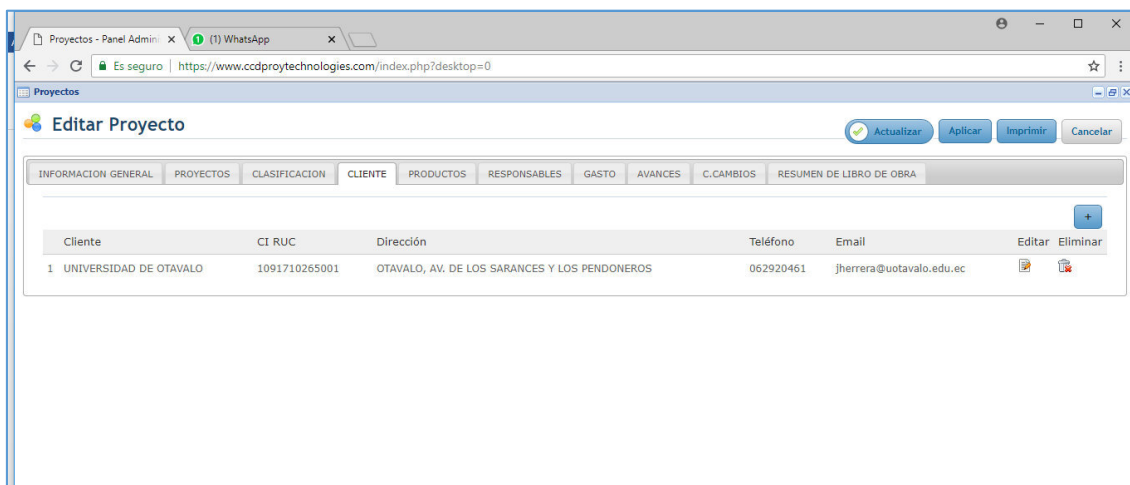 Proyectos - Panel Admini
(1) WhatsApp
Es seguro | https://www.ccdproytechnologies.com/index.php?desktop=0
Proyectos
Editar Proyecto
Actualizar Aplicar Imprimir Cancelar
INFORMACION GENERAL PROYECTOS CLASIFICACION CLIENTE PRODUCTOS RESPONSABLES GASTO AVANCES C.CAMBIOS RESUMEN DE LIBRO DE OBRA
+
Cliente CI RUC Dirección Teléfono Email Editar Eliminar
1 UNIVERSIDAD DE OTAVALO 1091710265001 OTAVALO, AV. DE LOS SARANCES Y LOS PENDONEROS 062920461 jherrera@uotavalo.edu.ec